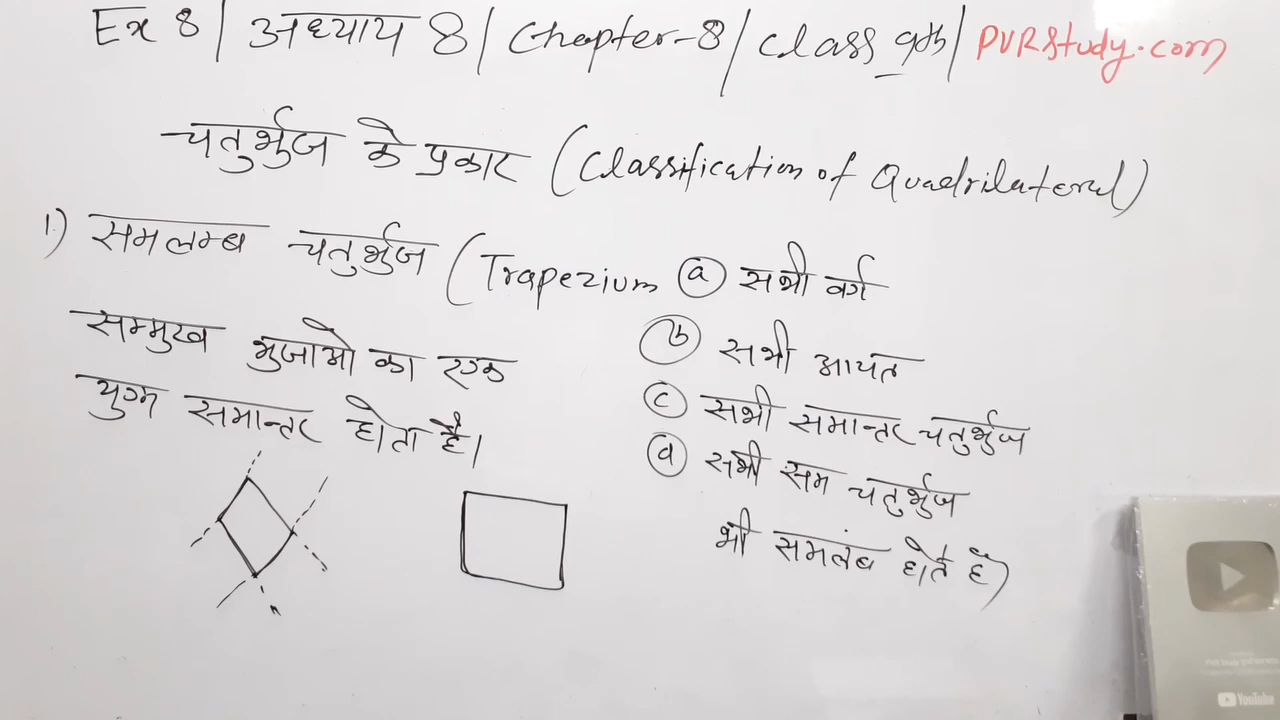 Ex 8 | अध्याय 8 | Chapter-8 | Class 9th | PVRStudy.com
चतुर्भुज के प्रकार (Classification of Quadrilateral)
1.) समलम्ब चतुर्भुज (Trapezium
सम्मुख भुजाओ का एक
युग्म समान्तर होता है।
(a) सभी वर्ग
(b) सभी आयत
(c) सभी समान्तर चतुर्भुज
(d) सभी सम चतुर्भुज
भी समलंब होते है)
YouTube